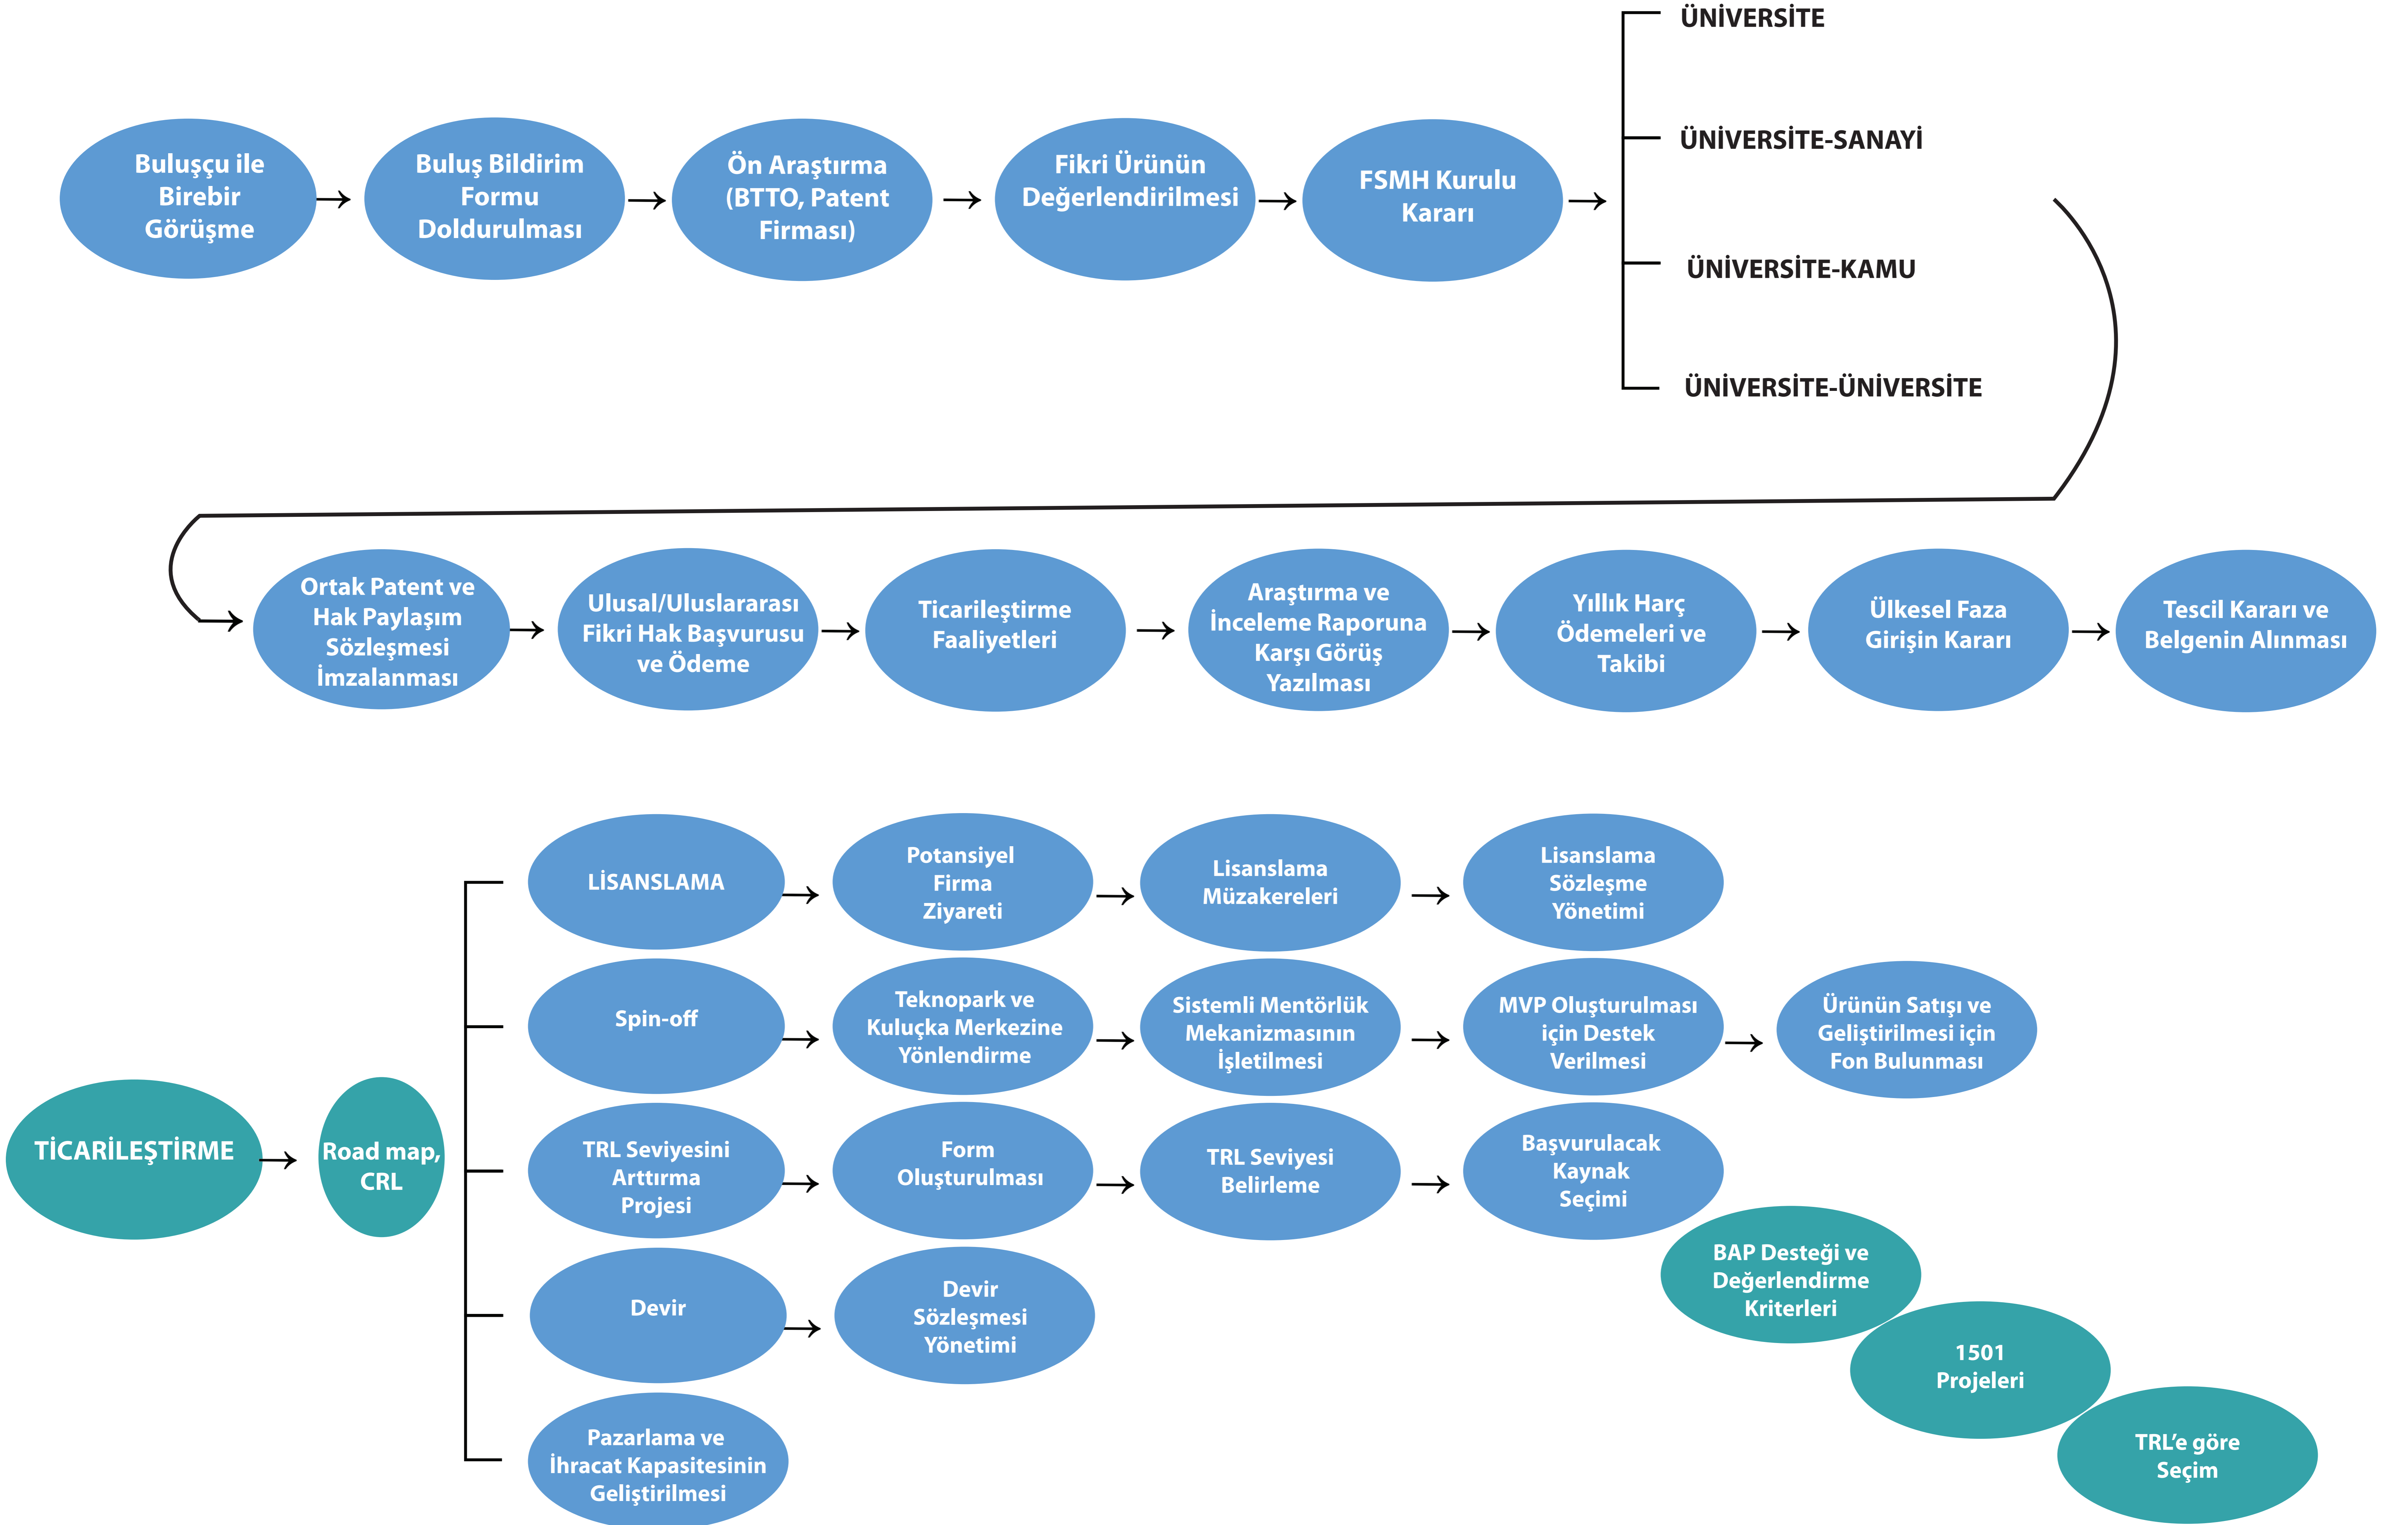 Buluşçu ile
Birebir
Görüşme
Buluş Bildirim
Formu
Doldurulması
Ön Araştırma
(BTTO, Patent
Firması)
Fikri Ürünün
Değerlendirilmesi
FSMH Kurulu
Kararı
ÜNİVERSİTE
ÜNİVERSİTE-SANAYİ
ÜNİVERSİTE-KAMU
ÜNİVERSİTE-ÜNİVERSİTE
Ortak Patent ve
Hak Paylaşım
Sözleşmesi
İmzalanması
Ulusal/Uluslararası
Fikri Hak Başvurusu
ve Ödeme
Ticarileştirme
Faaliyetleri
Araştırma ve
İnceleme Raporuna
Karşı Görüş
Yazılması
Yıllık Harç
Ödemeleri ve
Takibi
Ülkesel Faza
Girişin Kararı
Tescil Kararı ve
Belgenin Alınması
TİCARİLEŞTİRME
Road map,
CRL
LİSANSLAMA
Potansiyel
Firma
Ziyareti
Lisanslama
Müzakereleri
Lisanslama
Sözleşme
Yönetimi
Spin-off
Teknopark ve
Kuluçka Merkezine
Yönlendirme
Sistemli Mentörlük
Mekanizmasının
İşletilmesi
MVP Oluşturulması
için Destek
Verilmesi
Ürünün Satışı ve
Geliştirilmesi için
Fon Bulunması
TRL Seviyesini
Arttırma
Projesi
Form
Oluşturulması
TRL Seviyesi
Belirleme
Başvurulacak
Kaynak
Seçimi
BAP Desteği ve
Değerlendirme
Kriterleri
1501
Projeleri
TRL’e göre
Seçim
Devir
Devir
Sözleşmesi
Yönetimi
Pazarlama ve
İhracat Kapasitesinin
Geliştirilmesi